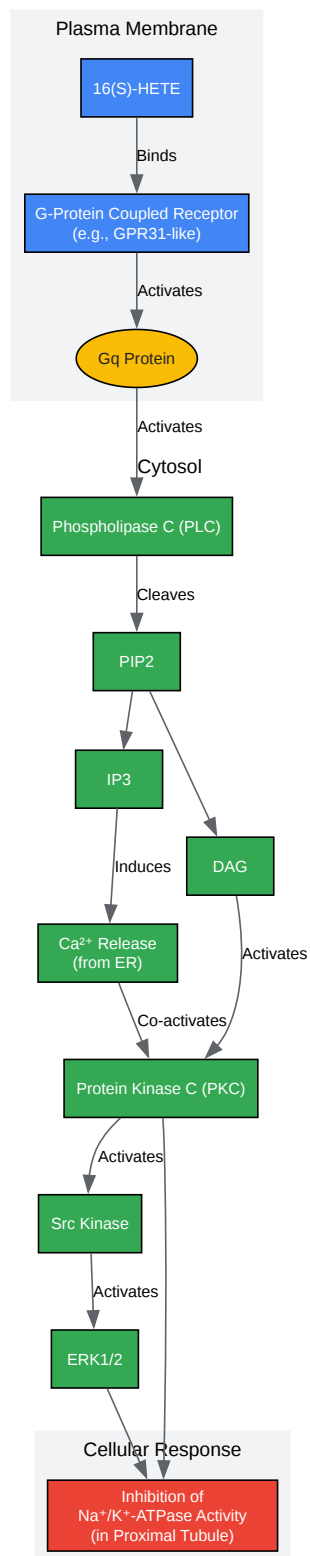 Plasma Membrane
16(S)-HETE
Binds
G-Protein Coupled Receptor
(e.g., GPR31-like)
Activates
Gq Protein
Activates
Cytosol
Phospholipase C (PLC)
Cleaves
PIP2
IP3
DAG
Induces
Ca²⁺ Release
(from ER)
Activates
Co-activates
Protein Kinase C (PKC)
Activates
Src Kinase
Activates
ERK1/2
Cellular Response
Inhibition of
Na⁺/K⁺-ATPase Activity
(in Proximal Tubule)